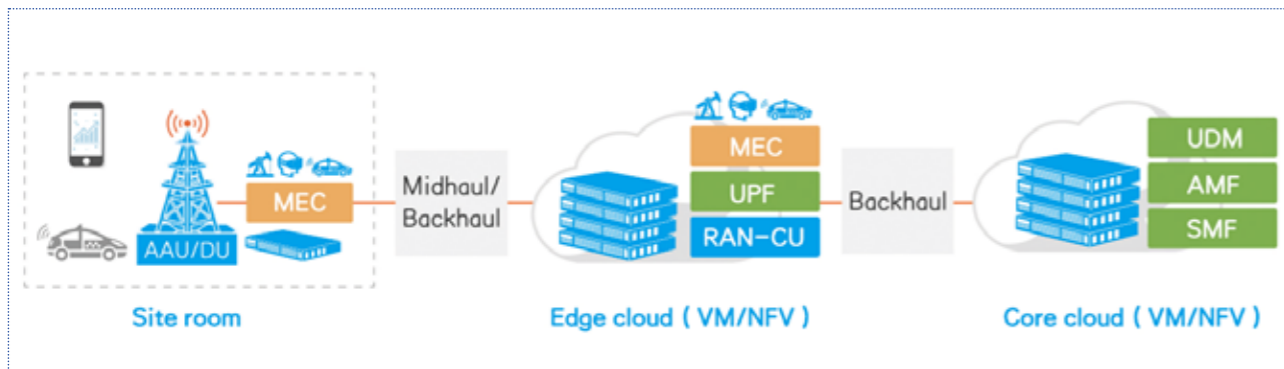 MEC
AAU/DU
Site room
Midhaul/
Backhaul
MEC
UPF
RAN-CU
Edge cloud ( VM/NFV )
Backhaul
UDM
AMF
SMF
Core cloud ( VM/NFV )